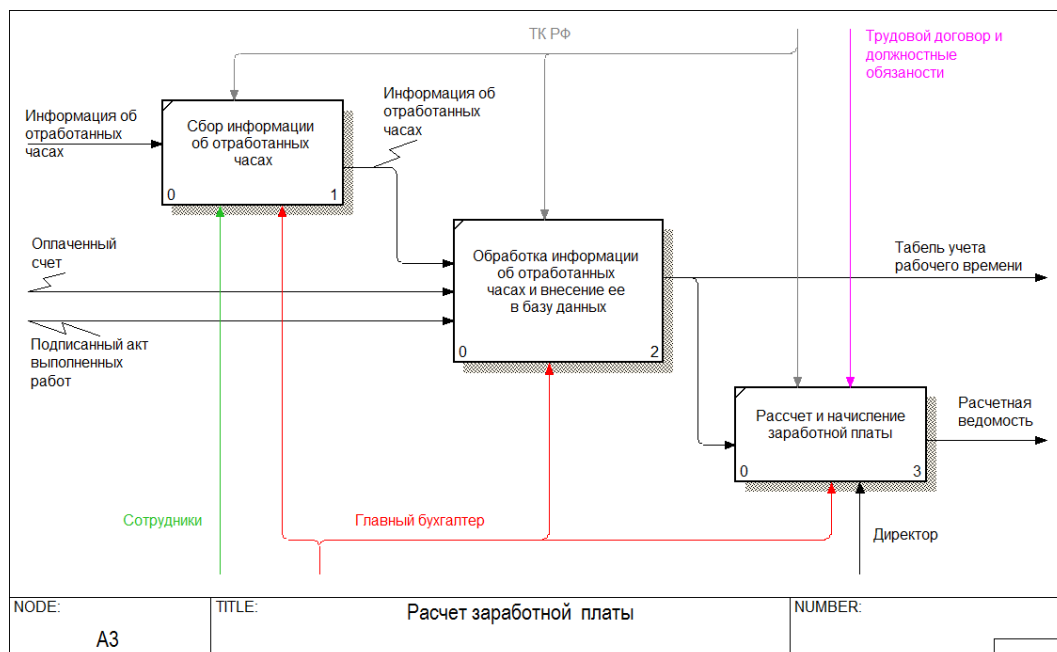 ТК РФ
Трудовой договор и
должностные
обязаности
Информация об
отработанных
часах
Сбор информации
об отработанных
часах
0
1
Информация об
отработанных
часах
Оплаченный
счет
Обработка информации
об отработанных
часах и внесение ее
в базу данных
0
2
Табель учета
рабочего времени
Подписанный акт
выполненных
работ
Рассчет и начисление
заработной платы
0
3
Расчетная
ведомость
Сотрудники
Главный бухгалтер
Директор
NODE:
A3
TITLE:
Расчет заработной платы
NUMBER: